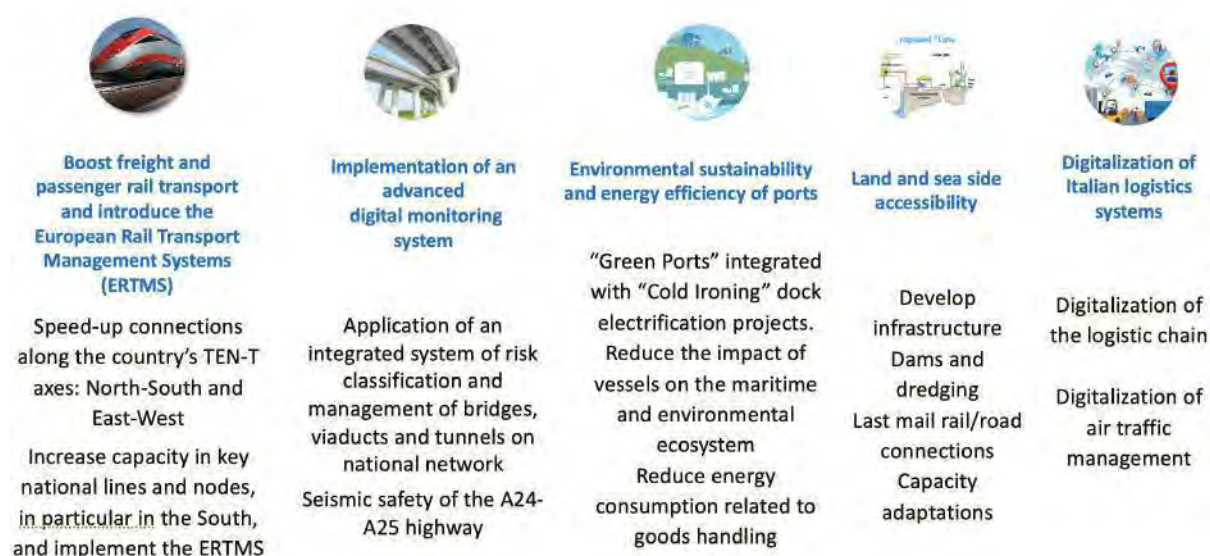 Boost freight and
passenger rail transport
and introduce the
European Rail Transport
Management Systems
(ERTMS)
Speed-up connections
along the country's TEN-T
axes: North-South and
East-West
Increase capacity in key
national lines and nodes,
in particular in the South,
and implement the ERTMS
Implementation of an
advanced
digital monitoring
system
Application of an
integrated system of risk
classification and
management of bridges,
viaducts and tunnels on
national network
Seismic safety of the A24-
A25 highway
Environmental sustainability
and energy efficiency of ports
“Green Ports” integrated
with “Cold Ironing” dock
electrification projects.
Reduce the impact of
vessels on the maritime
and environmental
ecosystem
Reduce energy
consumption related to
goods handling
Land and sea side
accessibility
Develop
infrastructure
Dams and
dredging
Last mail rail/road
connections
Capacity
adaptations
Digitalization of
Italian logistics
systems
Digitalization of
the logistic chain
Digitalization of
air traffic
management